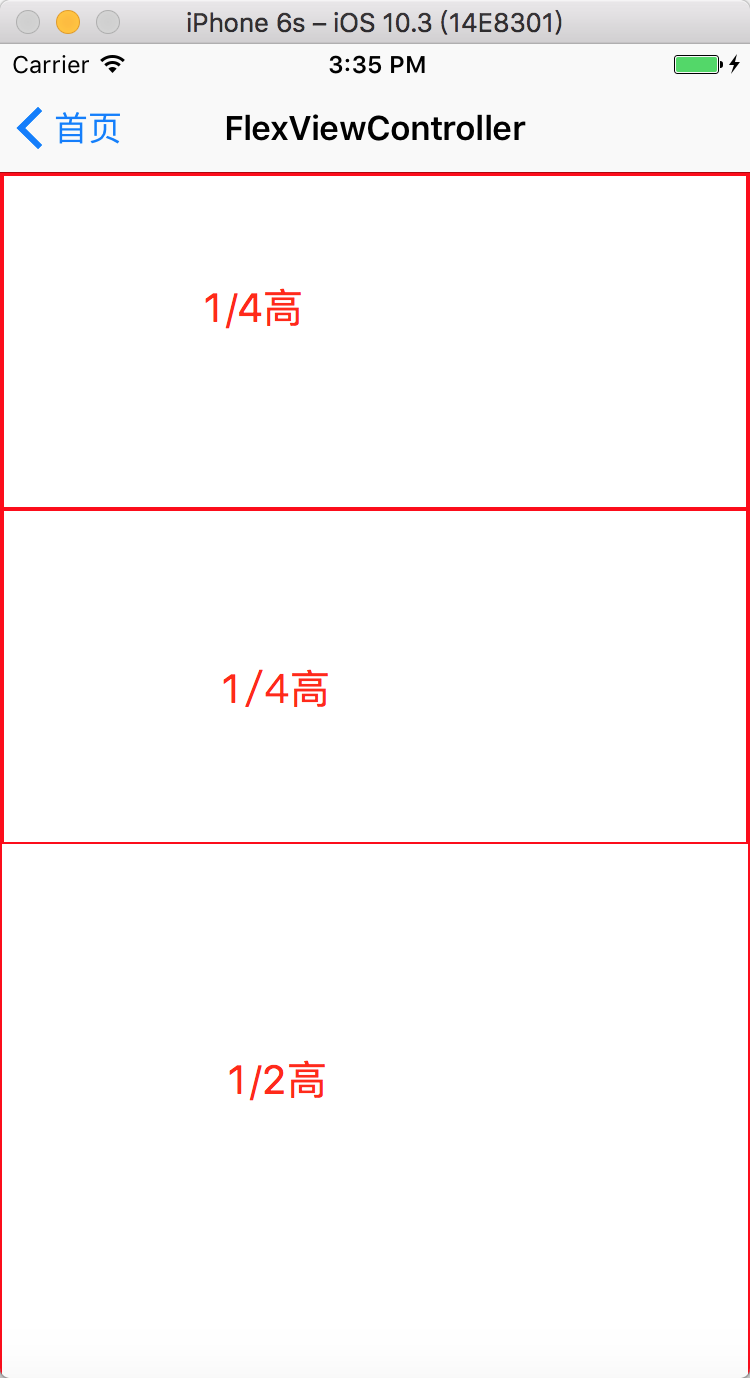 iPhone 6s – iOS 10.3 (14E8301)
Carrier 3:35 PM
首页 FlexViewController
1/4高
1/4高
1/2高